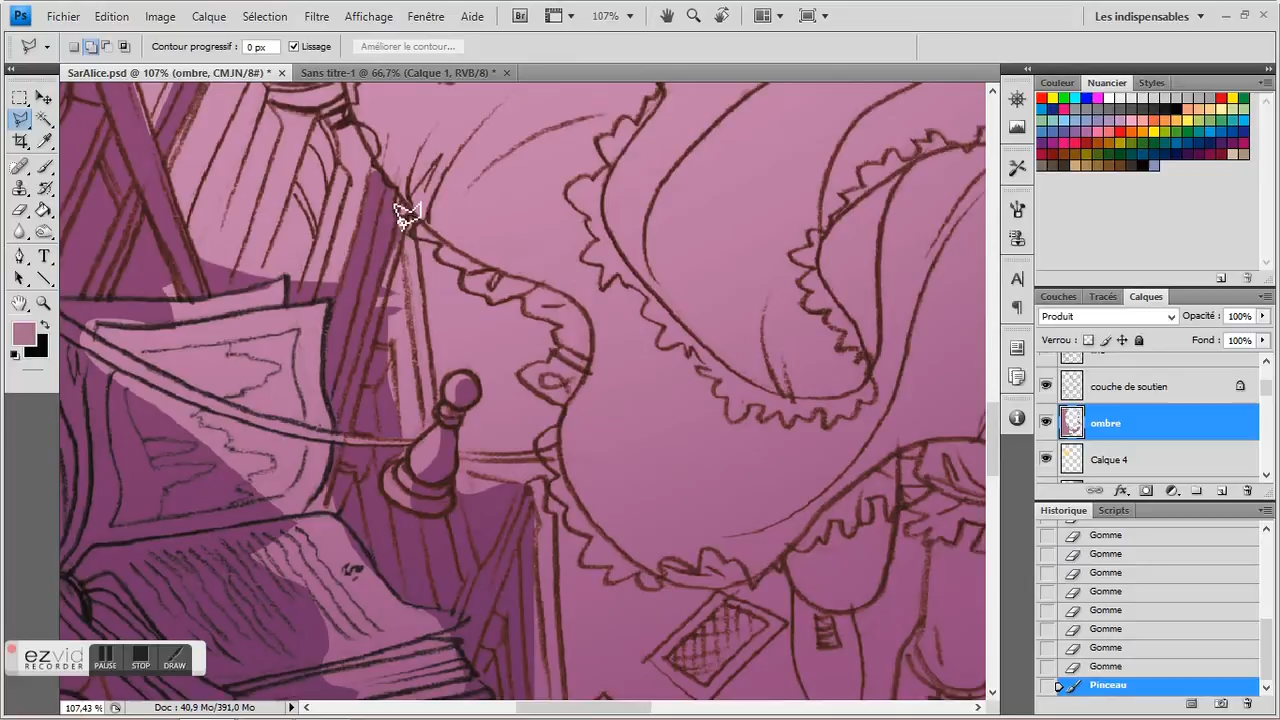 Ps Fichier Edition Image Calque Sélection Filtre Affichage Fenêtre Aide Br 107% Les indispensables
Contour progressif : 0 px Lissage Améliorer le contour...
SarAlice.psd @ 107% (ombre, CMJN/8#) * Sans titre-1 @ 66,7% (Calque 1, RVB/8) *
Couleur Nuancier Styles
Couches Tracés Calques
Produit Opacité : 100%
Verrou : Fond : 100%
couche de soutien
ombre
Calque 4
Historique Scripts
Gomme
Gomme
Gomme
Gomme
Gomme
Gomme
Gomme
Gomme
Pinceau
ezvid
RECORDER
PAUSE STOP DRAW
107,43 % Doc : 40,9 Mo/391,0 Mo